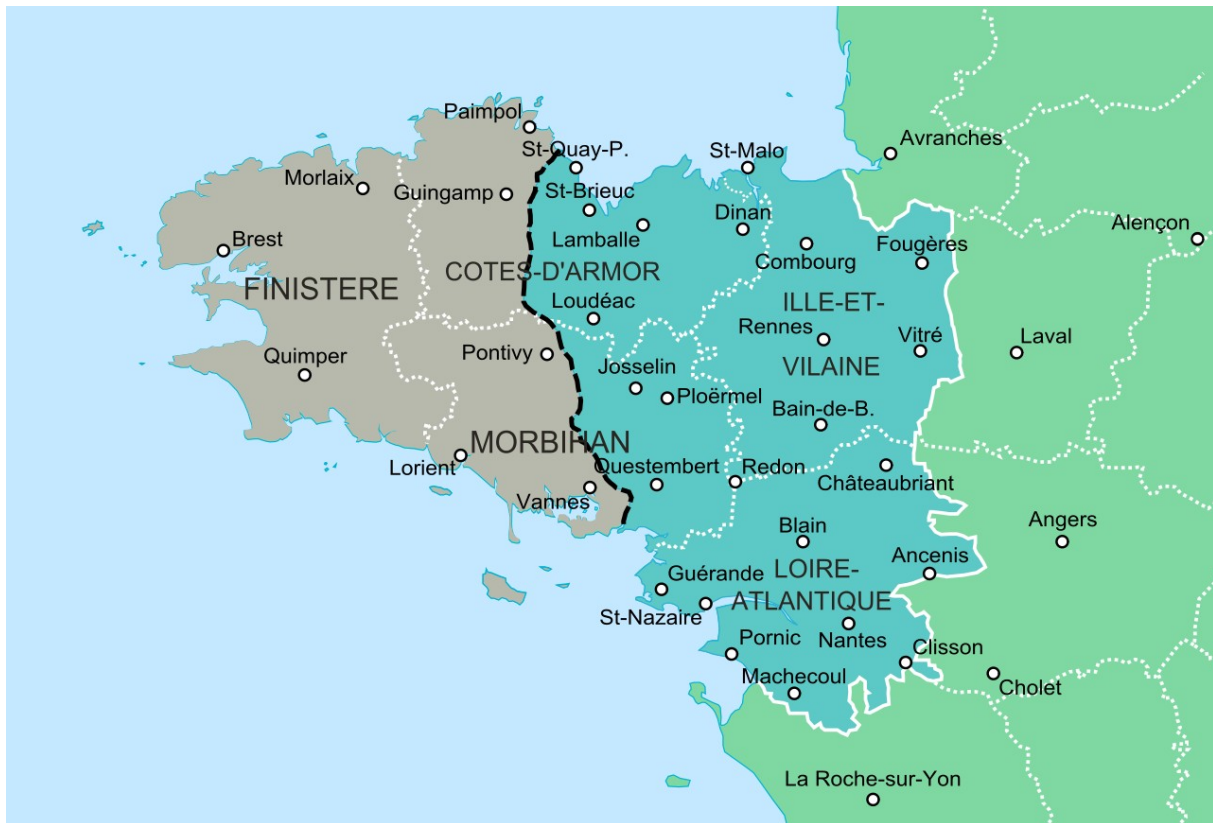 Paimpol
Avranches
St-Quay-P.
St-Malo
Morlaix
Guingamp
St-Brieuc
Dinan
Alençon
Brest
Lamballe
Combourg
Fougères
FINISTERE
COTES-D'ARMOR
Loudéac
ILLE-ET-
VILAINE
Rennes
Vitré
Laval
Quimper
Pontivy
Josselin
Ploërmel
Bain-de-B.
MORBIHAN
Lorient
Questembert
Redon
Châteaubriant
Vannes
Blain
Angers
Ancenis
Guérande
LOIRE-
ATLANTIQUE
St-Nazaire
Nantes
Pornic
Clisson
Machecoul
Cholet
La Roche-sur-Yon